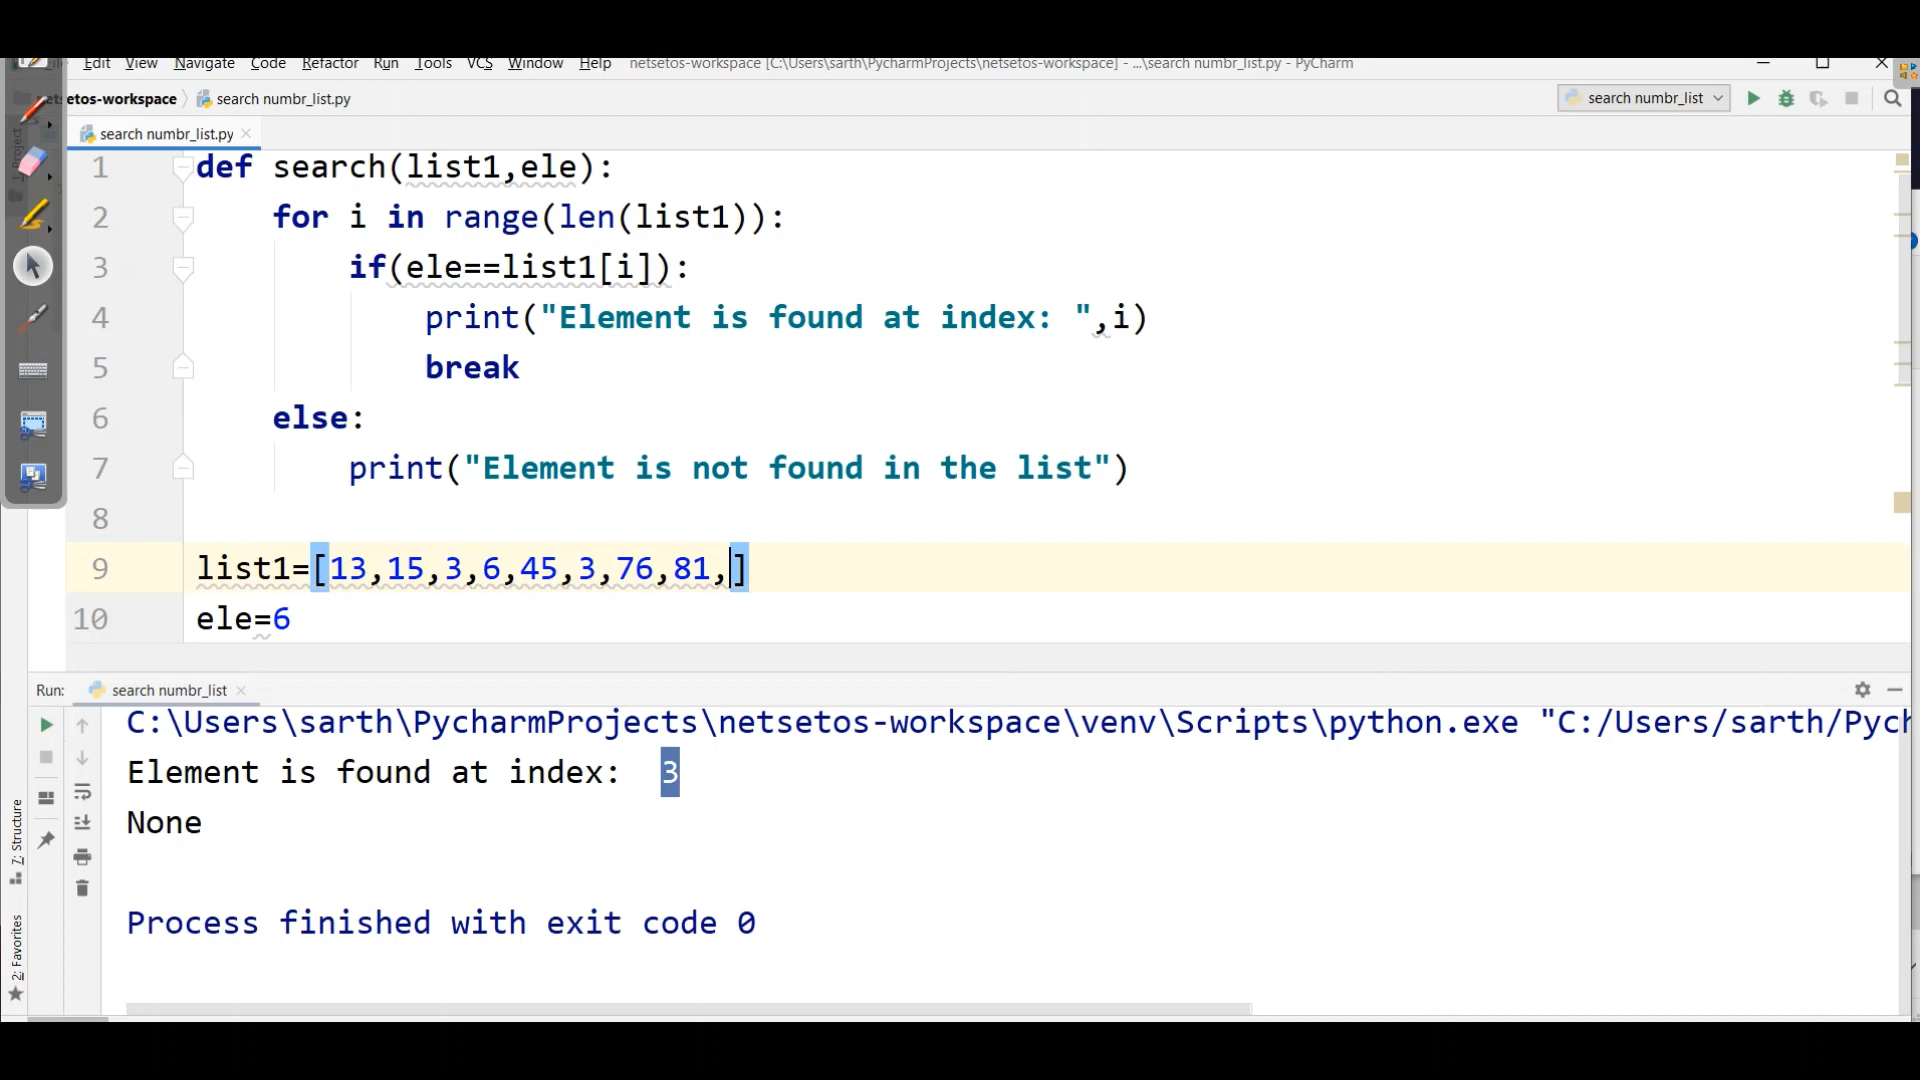 Edit View Navigate Code Refactor Run Tools VCS Window Help netsetos-workspace [C:\Users\sarth\PycharmProjects\netsetos-workspace] - ...\search numbr_list.py - PyCharm
etsetos-workspace search numbr_list.py search numbr_list
search numbr_list.py
1 def search(list1,ele):
2 for i in range(len(list1)):
3 if(ele==list1[i]):
4 print("Element is found at index: ",i)
5 break
6 else:
7 print("Element is not found in the list")
8
9 list1=[13,15,3,6,45,3,76,81,]
10 ele=6
Run: search numbr_list
C:\Users\sarth\PycharmProjects\netsetos-workspace\venv\Scripts\python.exe "C:/Users/sarth/Pych
Element is found at index: 3
None
Process finished with exit code 0
7: Structure
2: Favorites